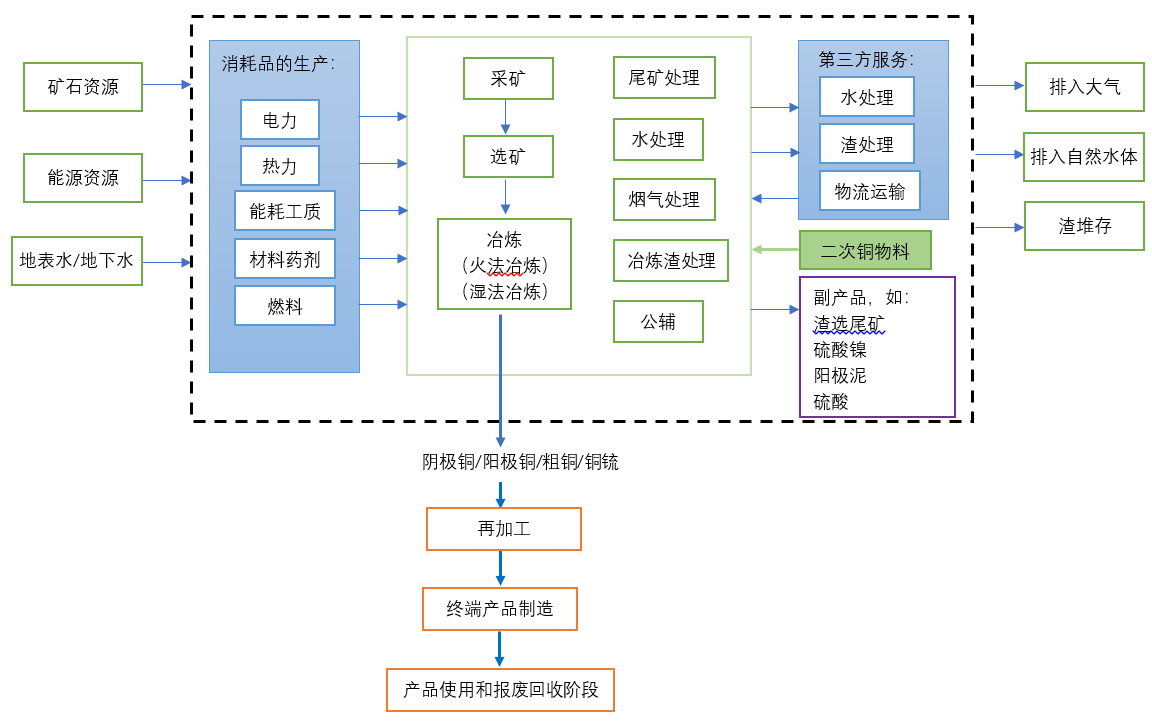 矿石资源
能源资源
地表水/地下水
消耗品的生产：
电力
热力
能耗工质
材料药剂
燃料
采矿
选矿
冶炼
（火法冶炼）
（湿法冶炼）
尾矿处理
水处理
烟气处理
冶炼渣处理
公辅
第三方服务：
水处理
渣处理
物流运输
二次铜物料
副产品，如：
渣选尾矿
硫酸镍
阳极泥
硫酸
排入大气
排入自然水体
渣堆存
阴极铜/阳极铜/粗铜/铜锍
再加工
终端产品制造
产品使用和报废回收阶段